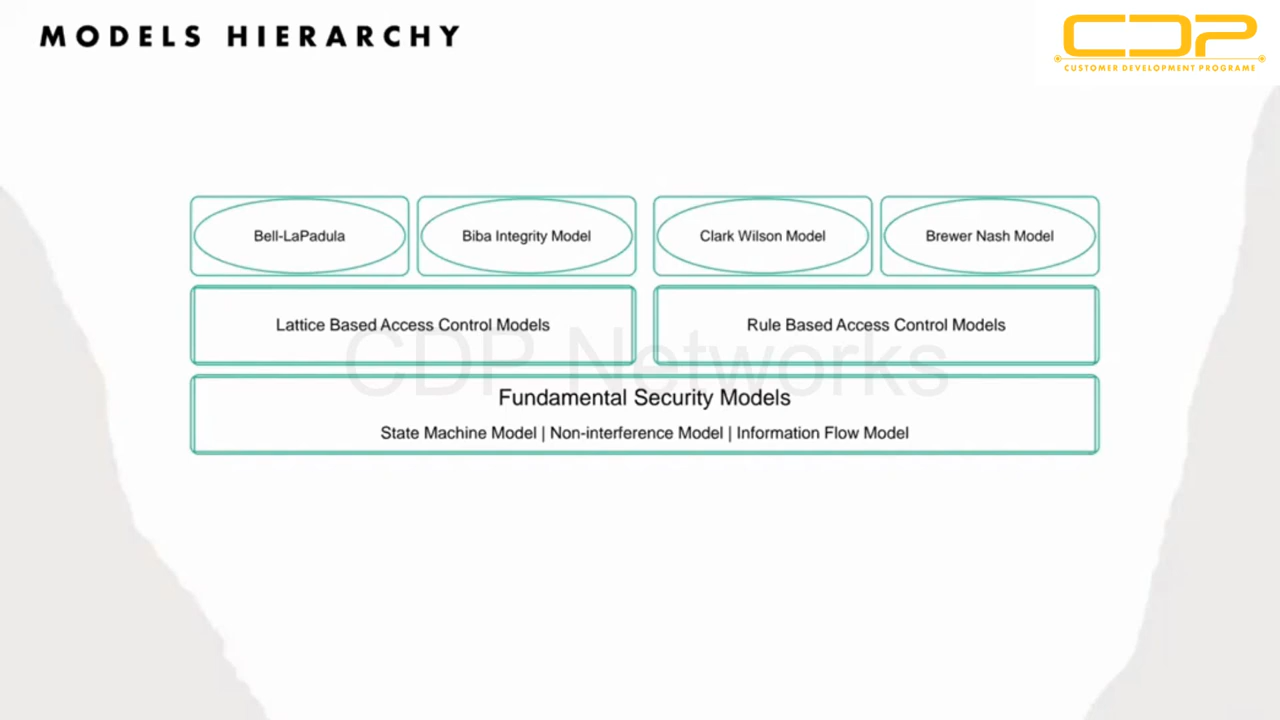 MODELS HIERARCHY
CDP
CUSTOMER DEVELOPMENT PROGRAME
Bell-LaPadula
Biba Integrity Model
Clark Wilson Model
Brewer Nash Model
Lattice Based Access Control Models
Rule Based Access Control Models
CDP Networks
Fundamental Security Models
State Machine Model | Non-interference Model | Information Flow Model